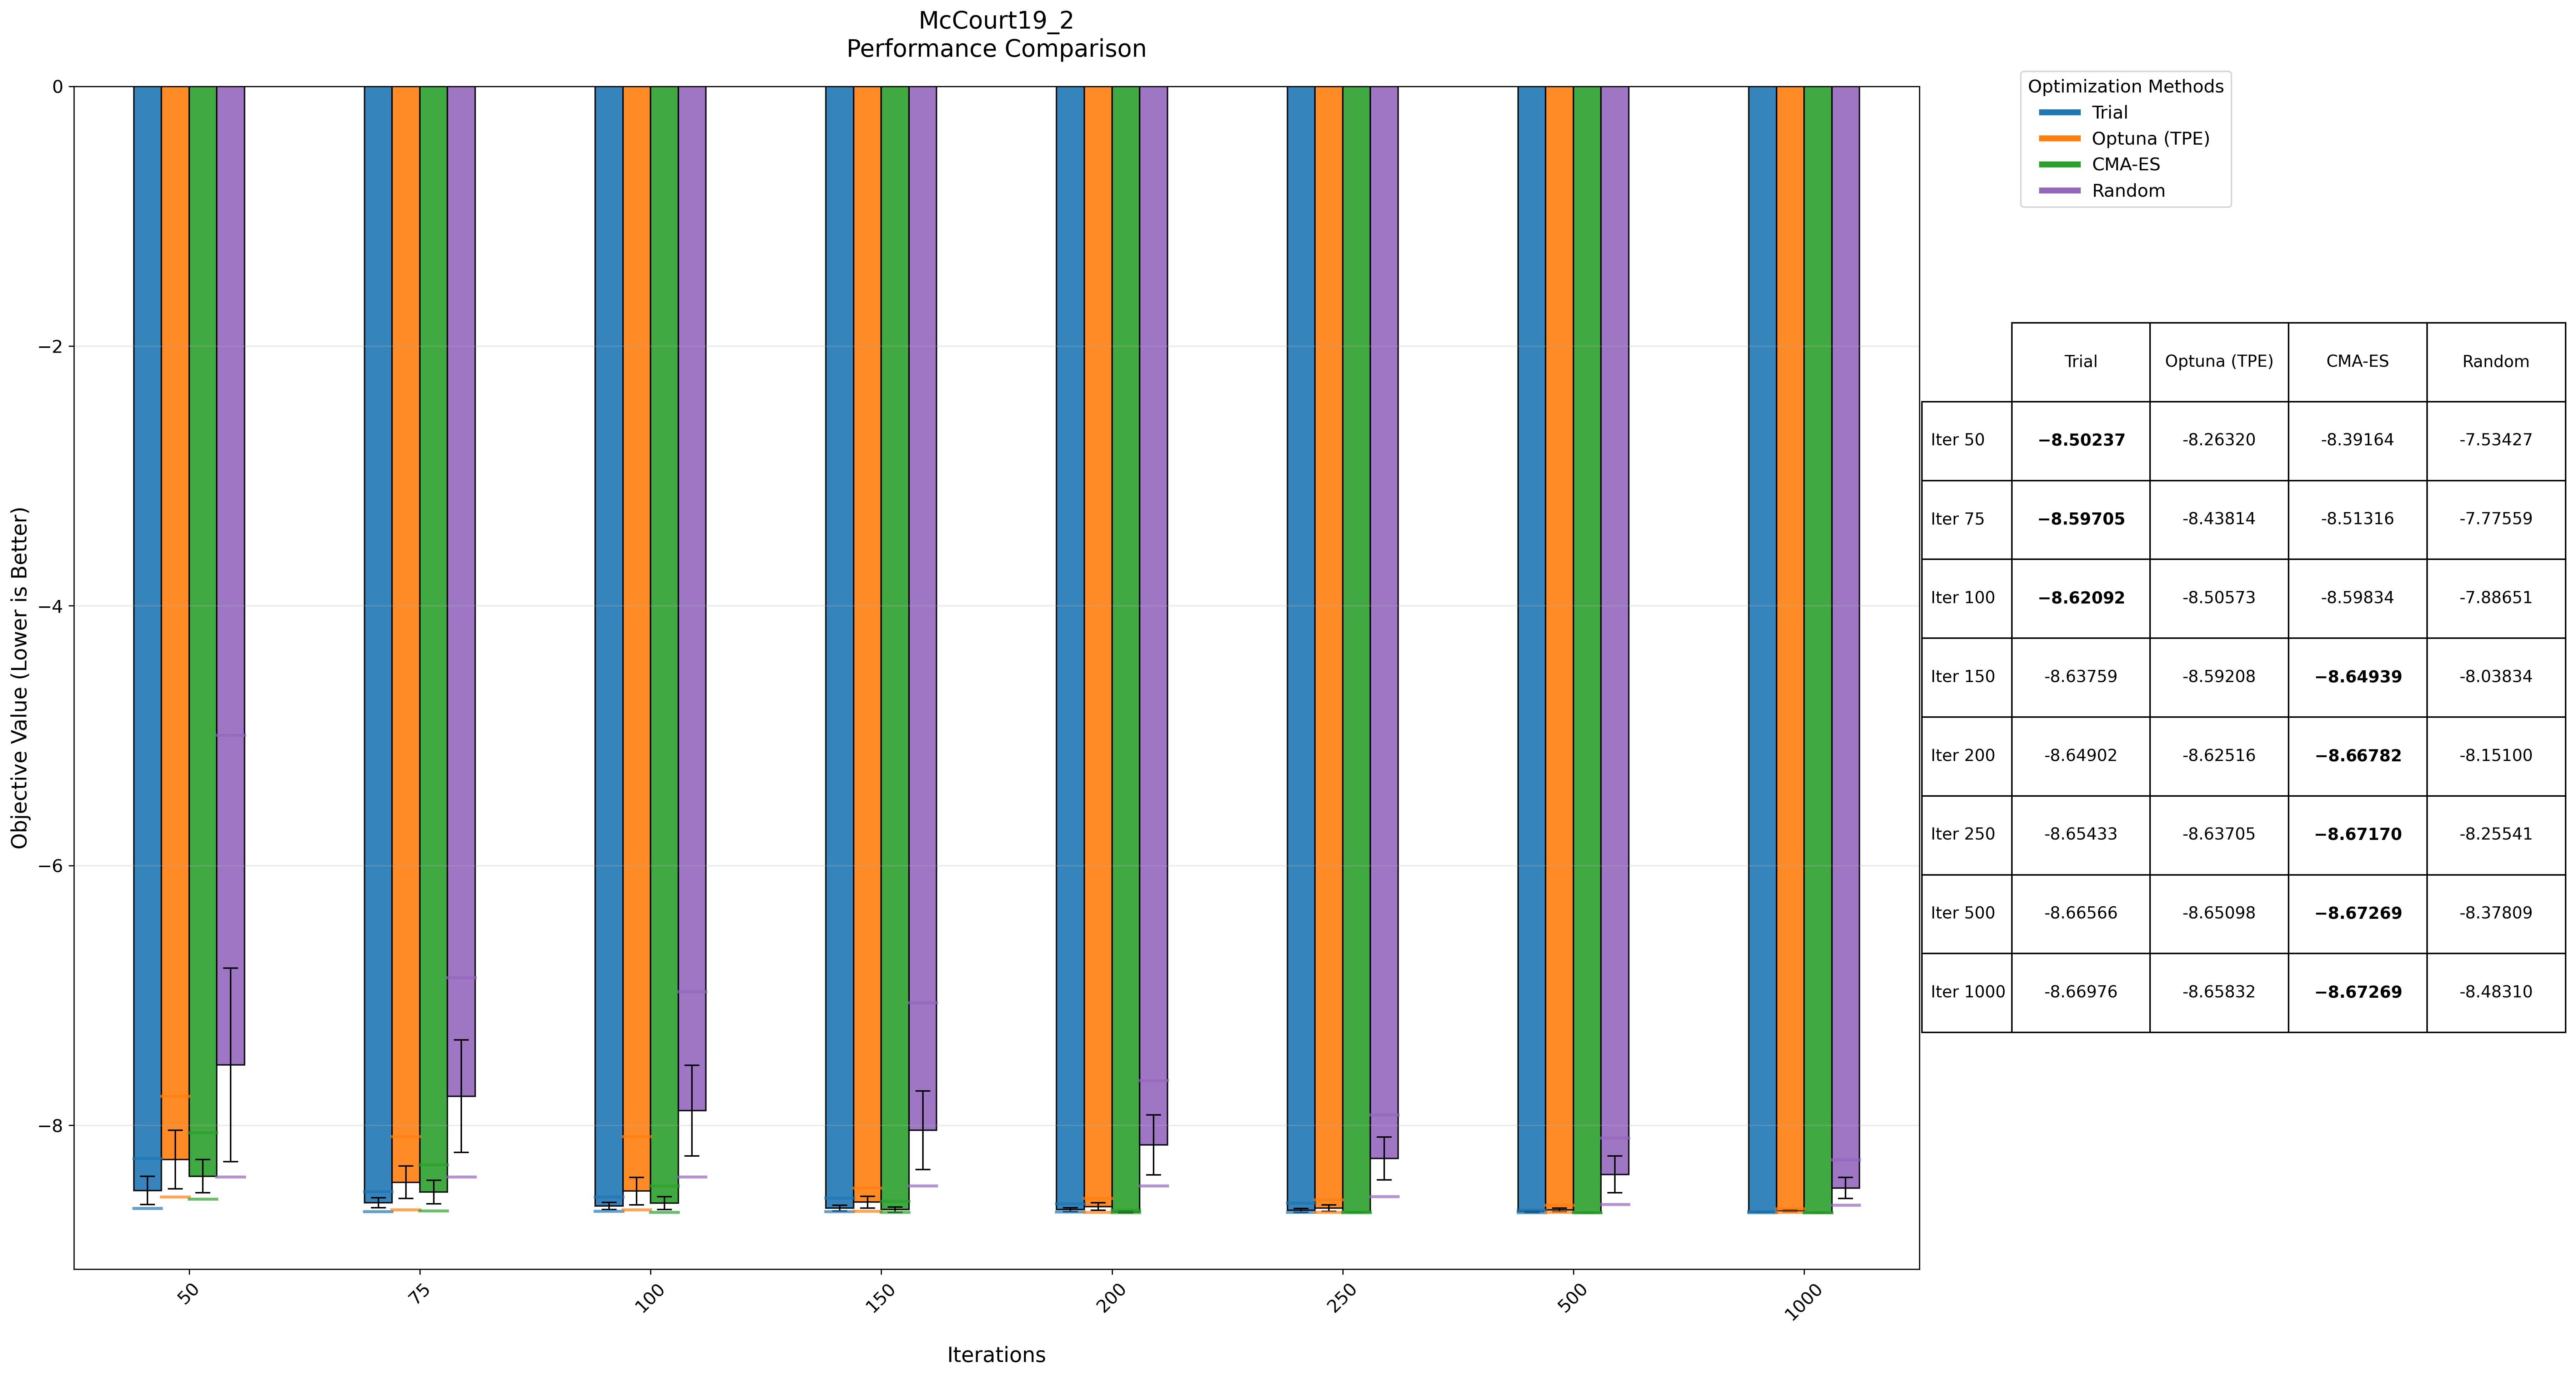 McCourt19_2
Performance Comparison
Objective Value (Lower is Better)
0
−2
−4
−6
−8
50
75
100
150
200
250
500
1000
Iterations
Optimization Methods
Trial
Optuna (TPE)
CMA-ES
Random
Trial Optuna (TPE) CMA-ES Random
Iter 50 −8.50237 -8.26320 -8.39164 -7.53427
Iter 75 −8.59705 -8.43814 -8.51316 -7.77559
Iter 100 −8.62092 -8.50573 -8.59834 -7.88651
Iter 150 -8.63759 -8.59208 −8.64939 -8.03834
Iter 200 -8.64902 -8.62516 −8.66782 -8.15100
Iter 250 -8.65433 -8.63705 −8.67170 -8.25541
Iter 500 -8.66566 -8.65098 −8.67269 -8.37809
Iter 1000 -8.66976 -8.65832 −8.67269 -8.48310